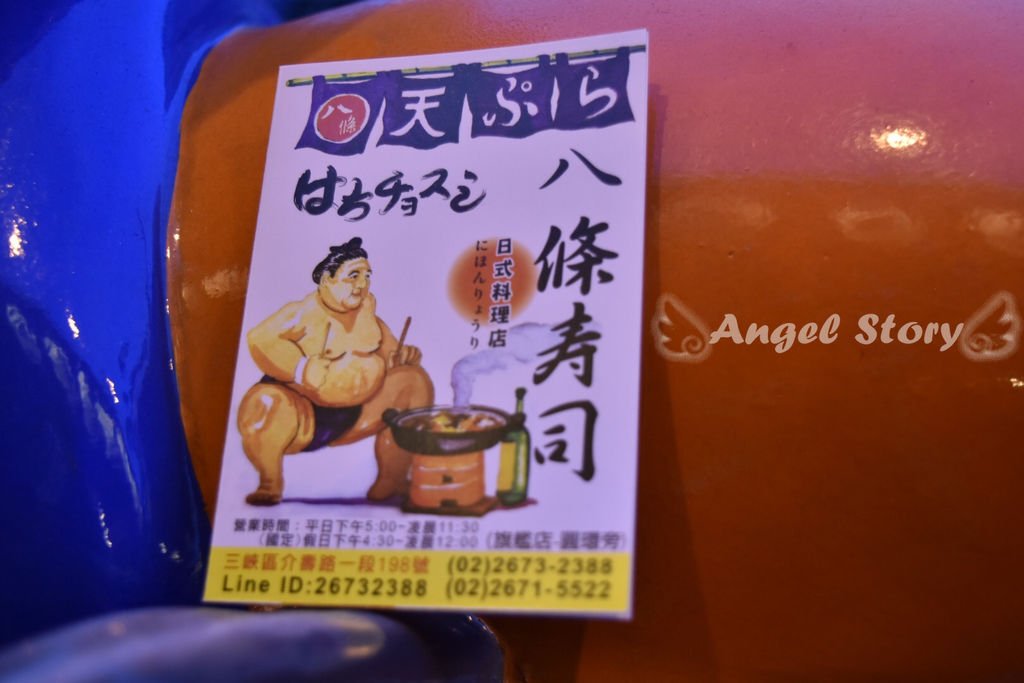 八條 天ぷら
はちチョスシ
八條寿司
日式料理店
にほんりょうり
營業時間：平日下午5:00~凌晨11:30
(國定)假日下午4:30~凌晨12:00 (旗艦店-圓環旁)
三峽區介壽路一段198號 (02)2673-2388
Line ID:26732388 (02)2671-5522
Angel Story